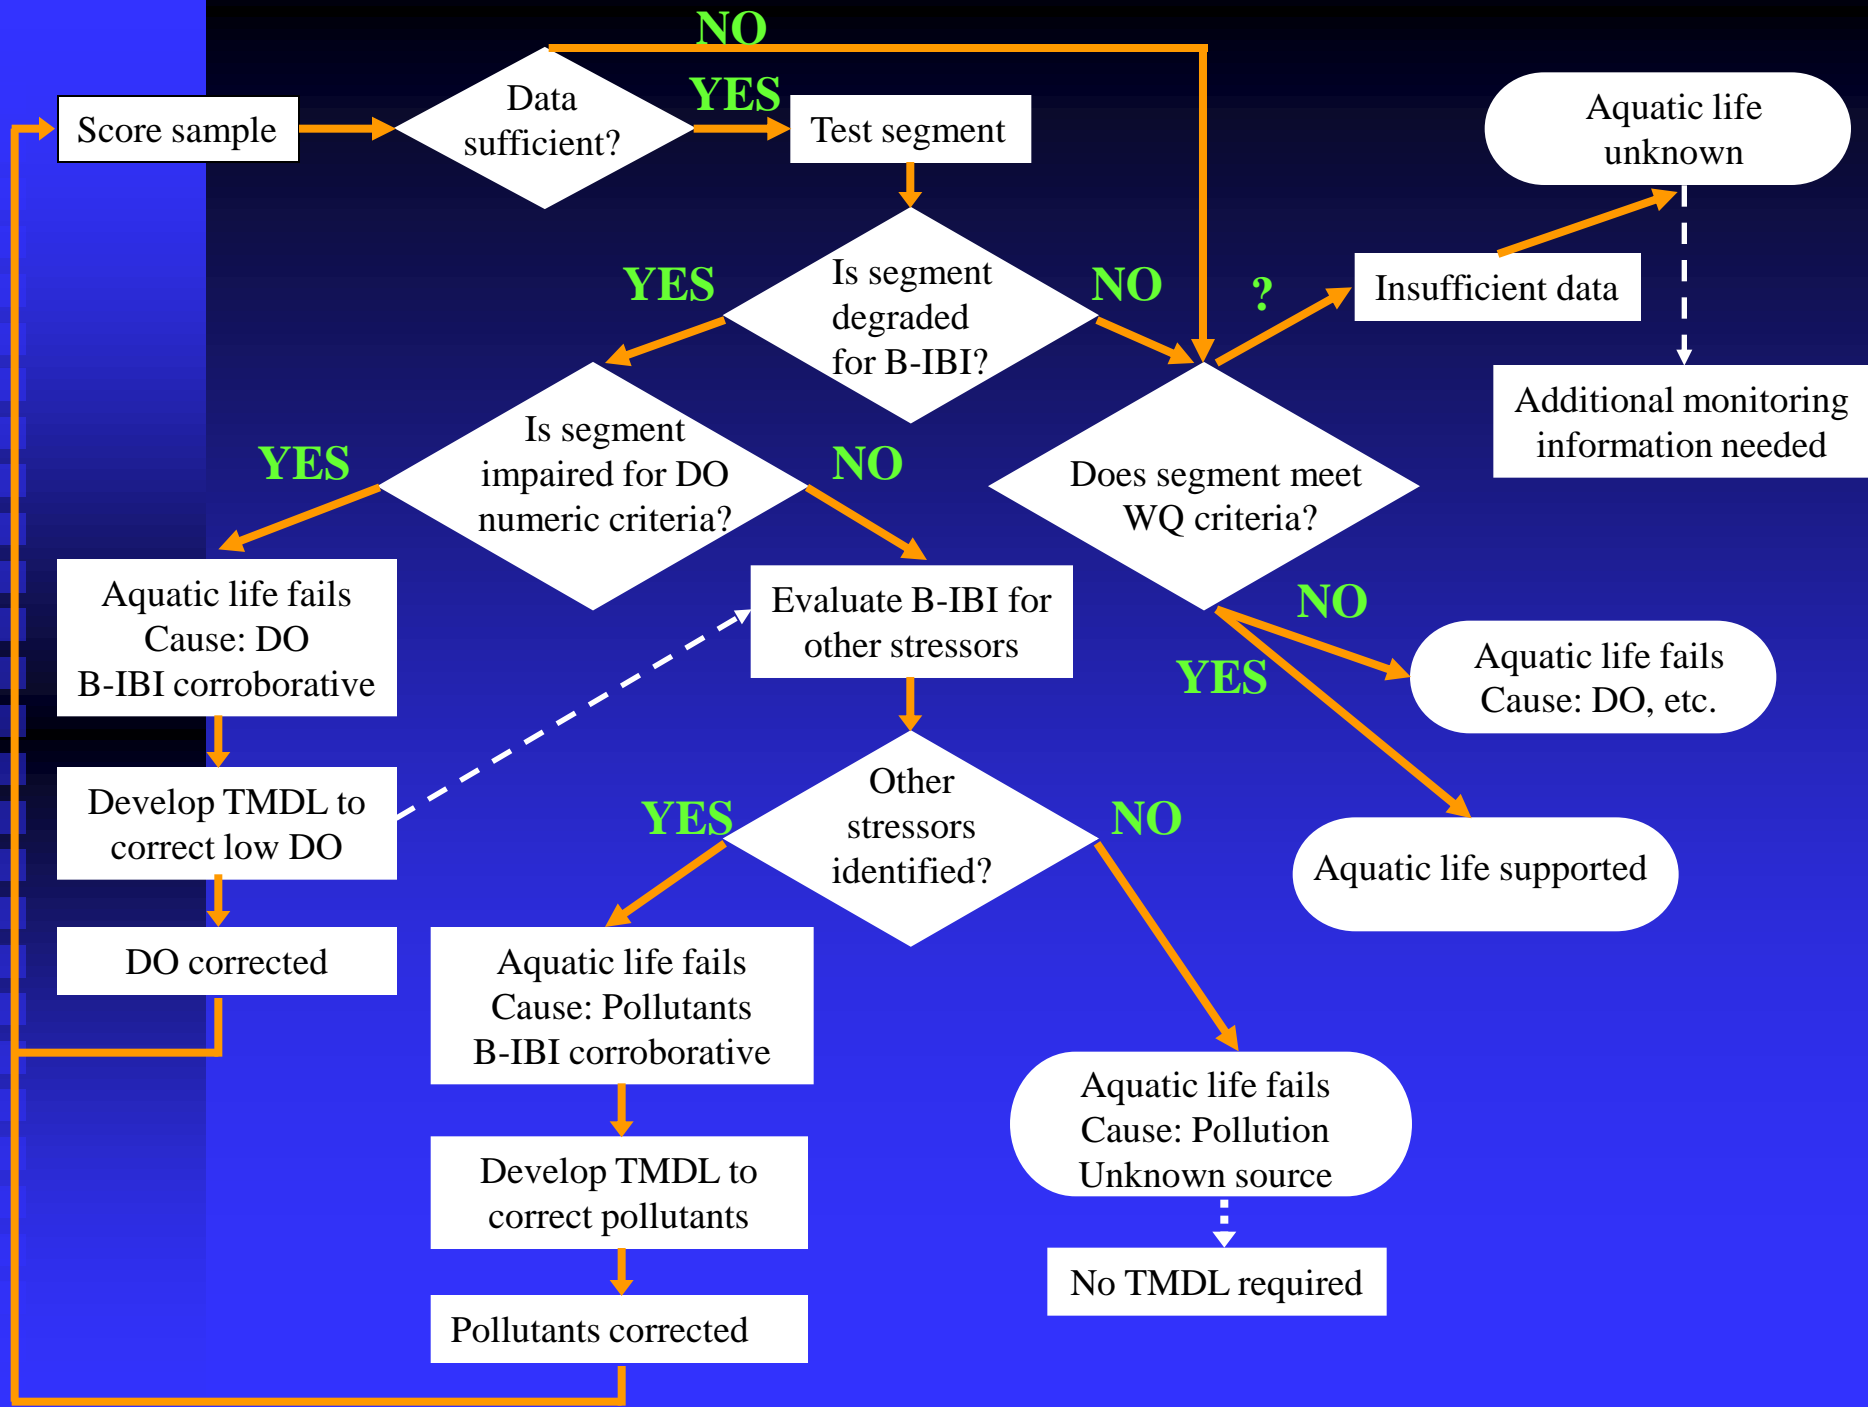 NO
Score sample
Data
sufficient?
YES
Test segment
Aquatic life
unknown
YES
Is segment
degraded
for B-IBI?
NO
?
Insufficient data
Additional monitoring
information needed
YES
Is segment
impaired for DO
numeric criteria?
NO
Does segment meet
WQ criteria?
Aquatic life fails
Cause: DO
B-IBI corroborative
Evaluate B-IBI for
other stressors
NO
YES
Aquatic life fails
Cause: DO, etc.
Develop TMDL to
correct low DO
YES
Other
stressors
identified?
NO
Aquatic life supported
DO corrected
Aquatic life fails
Cause: Pollutants
B-IBI corroborative
Aquatic life fails
Cause: Pollution
Unknown source
Develop TMDL to
correct pollutants
No TMDL required
Pollutants corrected